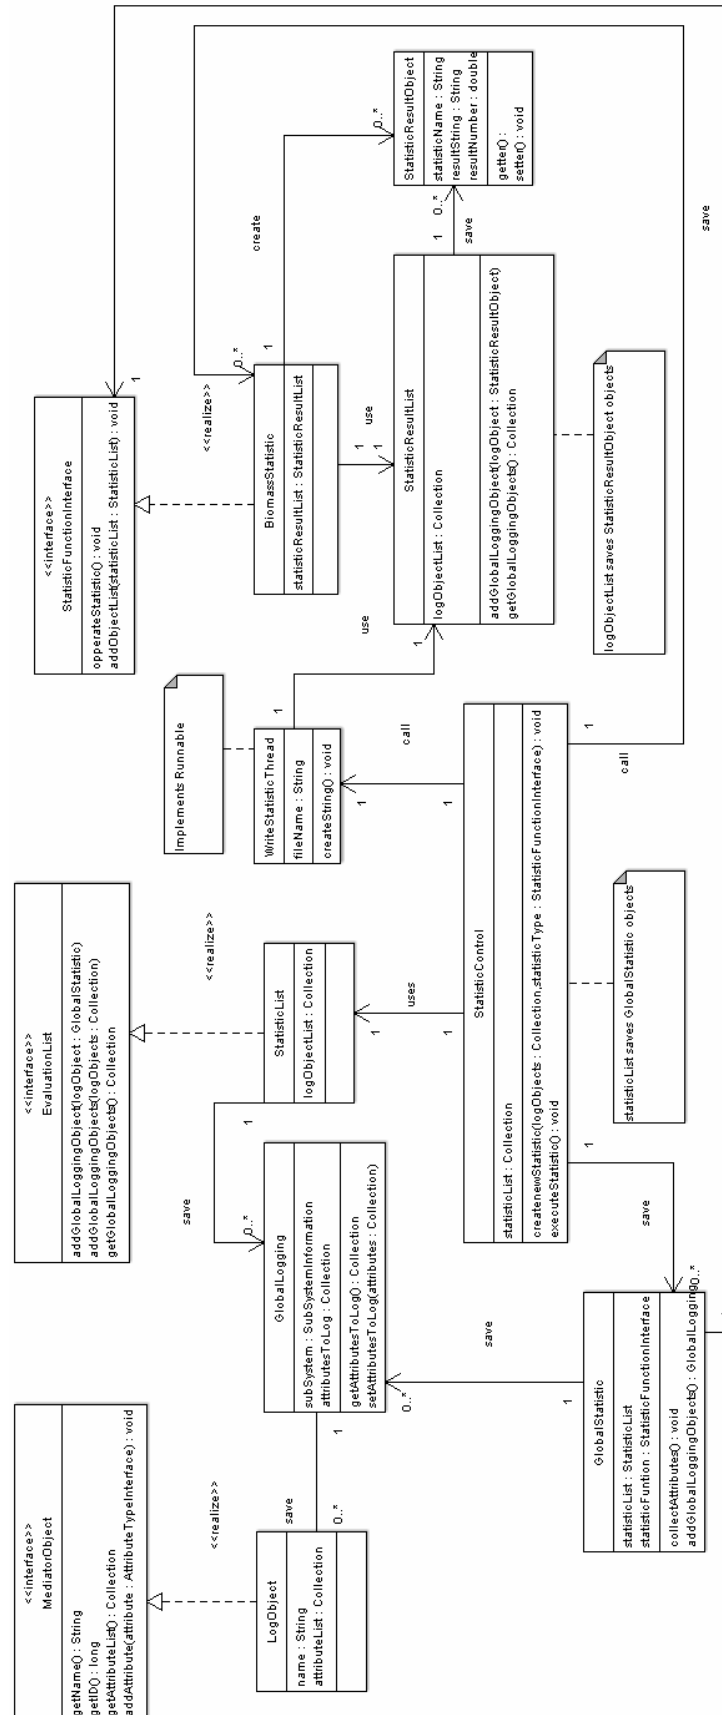 <<interface>>
MediatorObject
getName() : String
getID() : long
getAttributeList() : Collection
addAttribute(attribute : AttributeTypeInterface) : void
<<realize>>
LogObject
name : String
attributeList : Collection
save
0..*
1
<<interface>>
EvaluationList
addGlobalLoggingObject(logObject : GlobalStatistic)
addGlobalLoggingObjects(logObjects : Collection)
getGlobalLoggingObjects() : Collection
<<realize>>
save
0..*
1
GlobalLogging
subSystem : SubSystemInformation
attributesToLog : Collection
getAttributesToLog() : Collection
setAttributesToLog(attributes : Collection)
StatisticList
logObjectList : Collection
0..*
save
1
1
uses
1
GlobalStatistic
statisticList : StatisticList
statisticFuntion : StatisticFunctionInterface
collectAttributes() : void
addGlobalLoggingObjects() : GlobalLogging
0..*
save
1
StatisticControl
statisticList : Collection
createnewStatistic(logObjects : Collection,statisticType : StatisticFunctionInterface) : void
executeStatistic() : void
statisticList saves GlobalStatistic objects
Implements Runnable
WriteStatisticThread
fileName : String
createString() : void
1
call
1
1
use
1
<<interface>>
StatisticFunctionInterface
opperateStatistic() : void
addObjectList(statisticList : StatisticList) : void
1
<<realize>>
0..*
BiomassStatistic
statisticResultList : StatisticResultList
1
create
0..*
1
use
1
StatisticResultList
logObjectList : Collection
addGlobalLoggingObject(logObject : StatisticResultObject)
getGlobalLoggingObjects() : Collection
logObjectList saves StatisticResultObject objects
1
save
0..*
StatisticResultObject
statisticName : String
resultString : String
resultNumber : double
getter() :
setter() : void
1
call
save